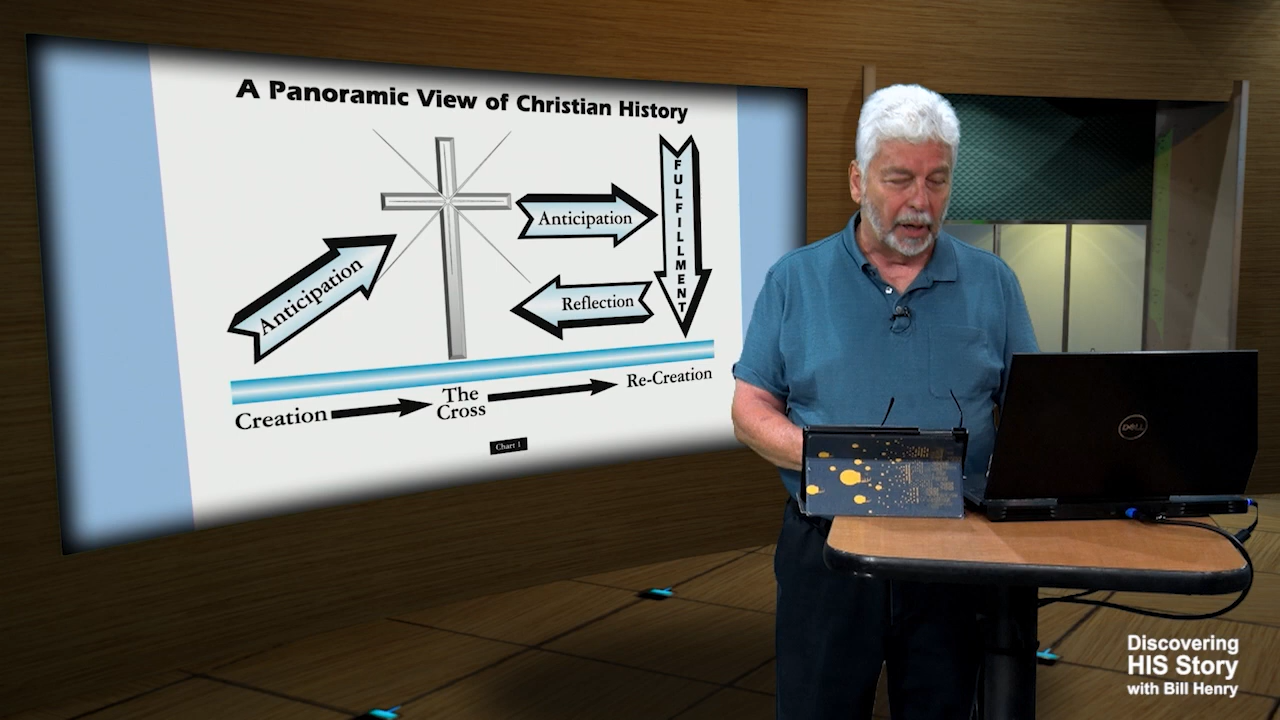 A Panoramic View of Christian History
Anticipation
Anticipation
Reflection
FULFILLMENT
Creation
The
Cross
Re-Creation
Chart 1
DELL
Discovering
HIS Story
with Bill Henry